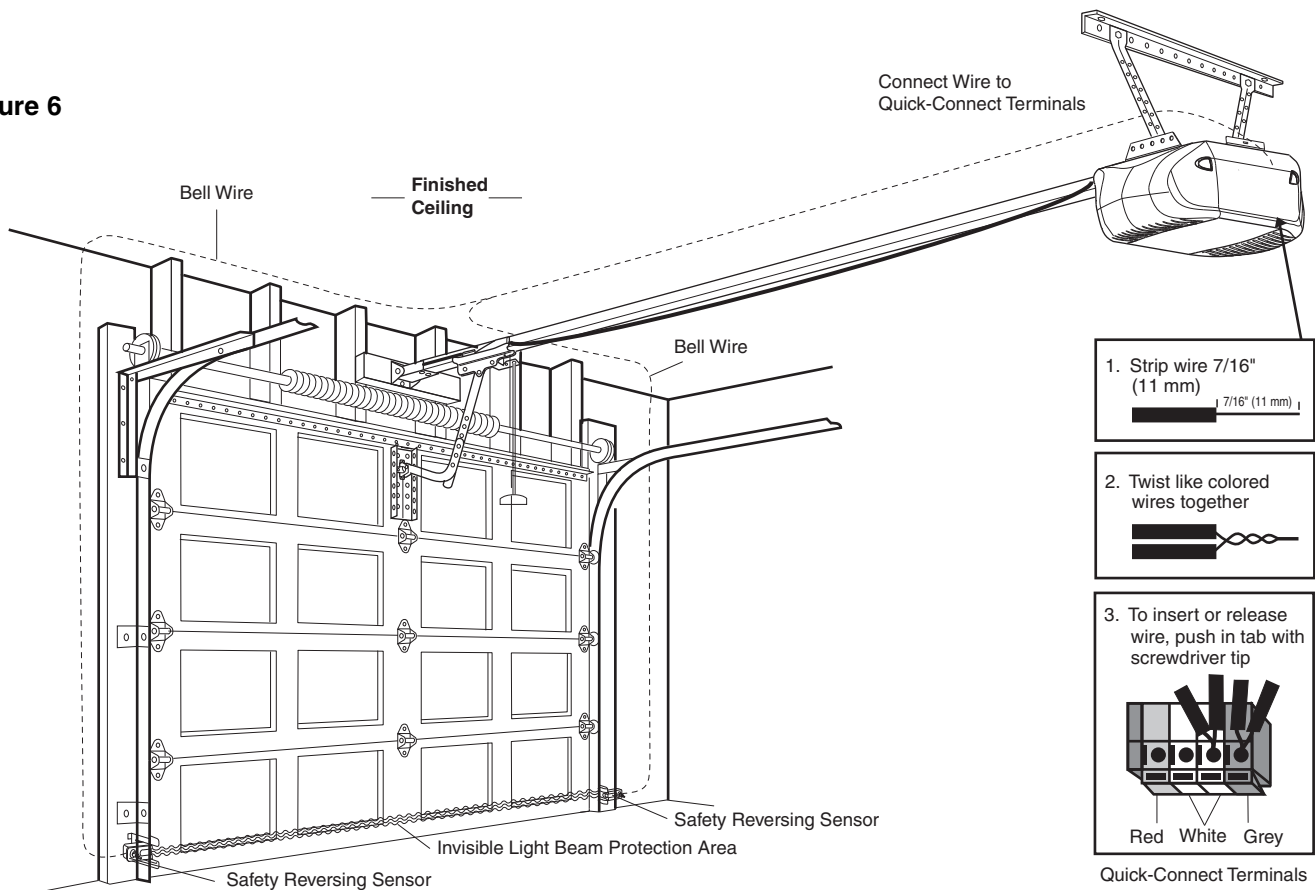 ure 6
Connect Wire to
Quick-Connect Terminals
Bell Wire
Finished
Ceiling
Bell Wire
1. Strip wire 7/16"
(11 mm)
7/16" (11 mm)
2. Twist like colored
wires together
3. To insert or release
wire, push in tab with
screwdriver tip
Red White Grey
Quick-Connect Terminals
Safety Reversing Sensor
Invisible Light Beam Protection Area
Safety Reversing Sensor